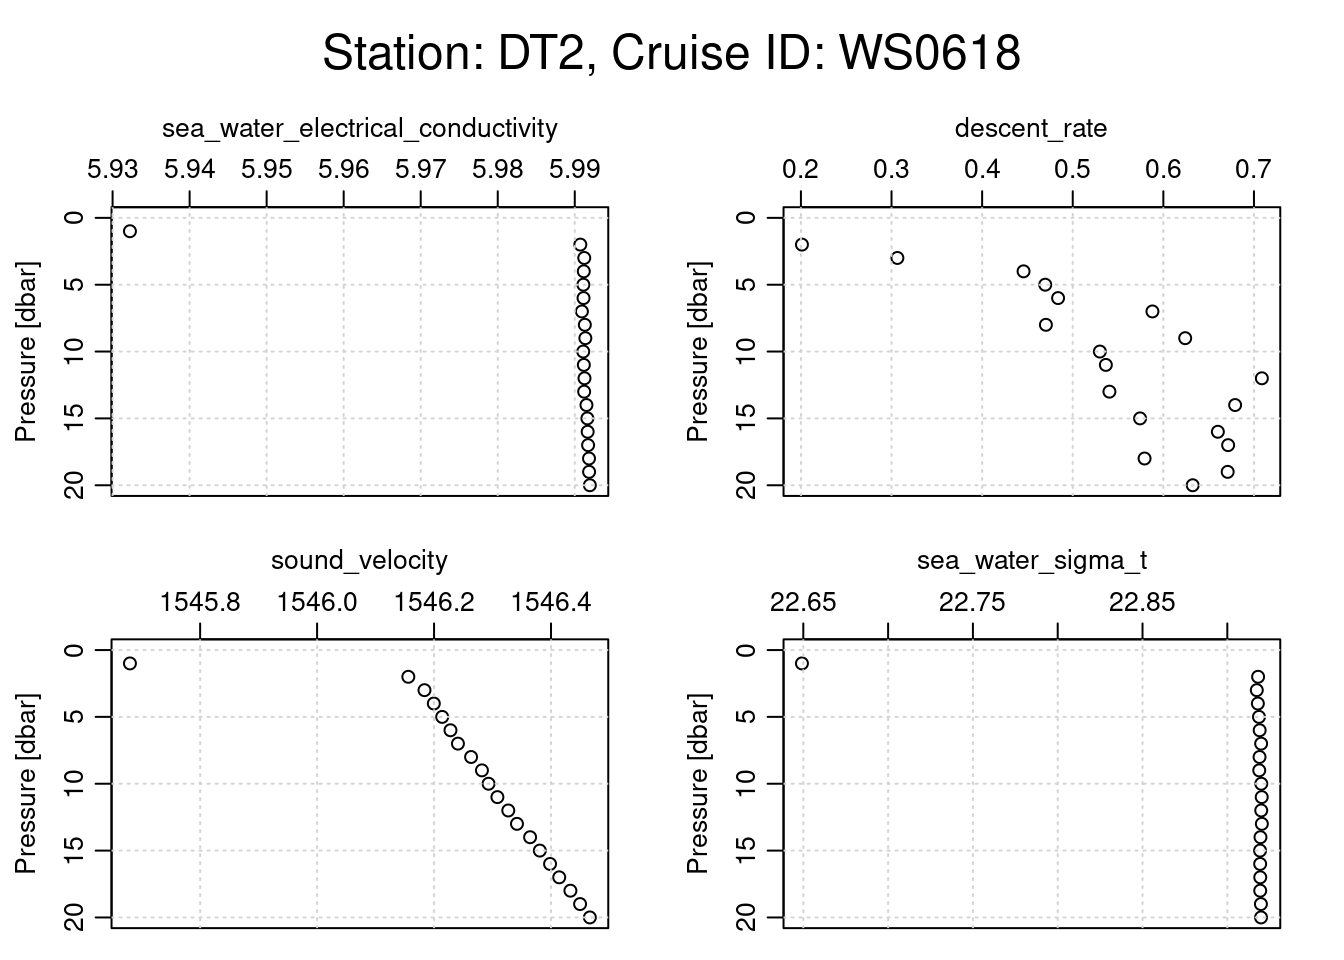 Station: DT2, Cruise ID: WS0618
sea_water_electrical_conductivity
5.93 5.94 5.95 5.96 5.97 5.98 5.99
Pressure [dbar]
0
5
10
15
20
descent_rate
0.2 0.3 0.4 0.5 0.6 0.7
Pressure [dbar]
0
5
10
15
20
sound_velocity
1545.8 1546.0 1546.2 1546.4
Pressure [dbar]
0
5
10
15
20
sea_water_sigma_t
22.65 22.75 22.85
Pressure [dbar]
0
5
10
15
20